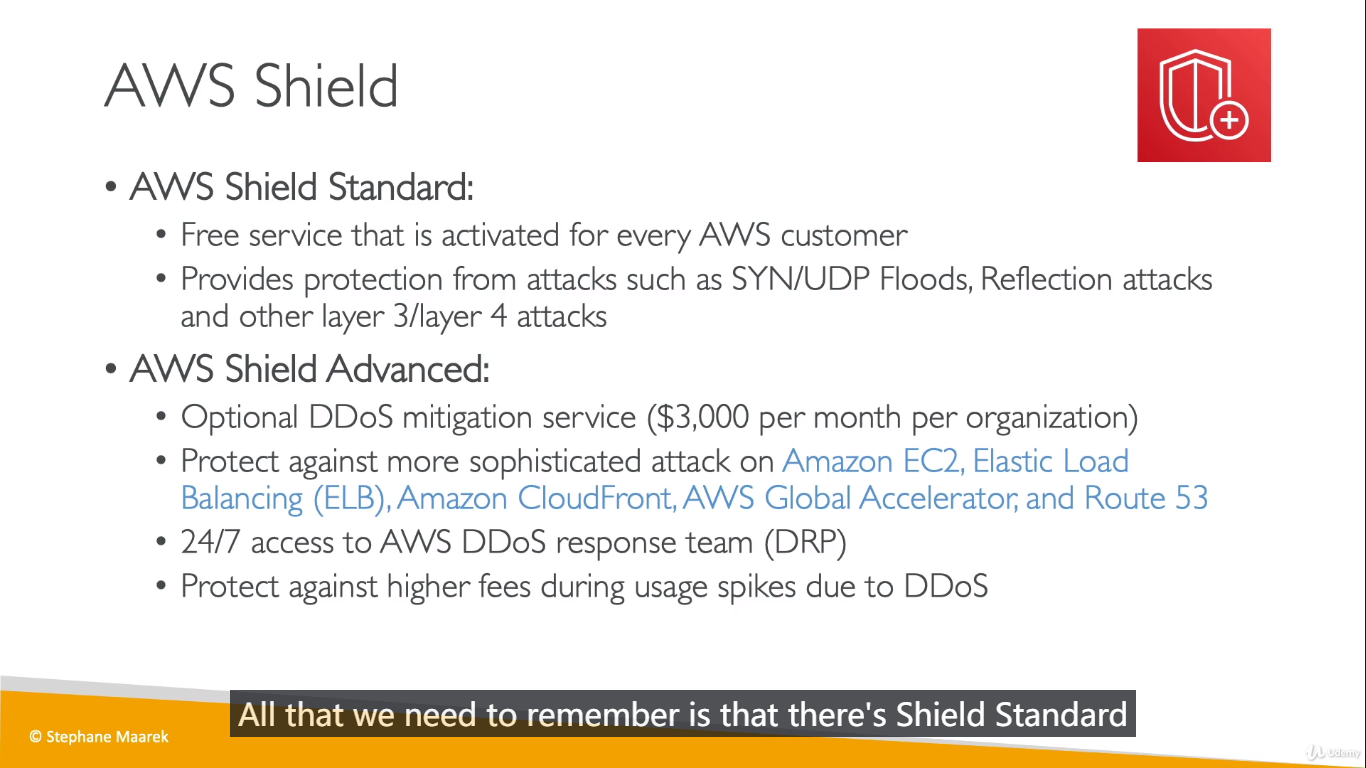 AWS Shield
• AWS Shield Standard:
• Free service that is activated for every AWS customer
• Provides protection from attacks such as SYN/UDP Floods, Reflection attacks
and other layer 3/layer 4 attacks
• AWS Shield Advanced:
• Optional DDoS mitigation service ($3,000 per month per organization)
• Protect against more sophisticated attack on Amazon EC2, Elastic Load
Balancing (ELB), Amazon CloudFront, AWS Global Accelerator, and Route 53
• 24/7 access to AWS DDoS response team (DRP)
• Protect against higher fees during usage spikes due to DDoS
All that we need to remember is that there's Shield Standard
© Stephane Maarek
Udemy